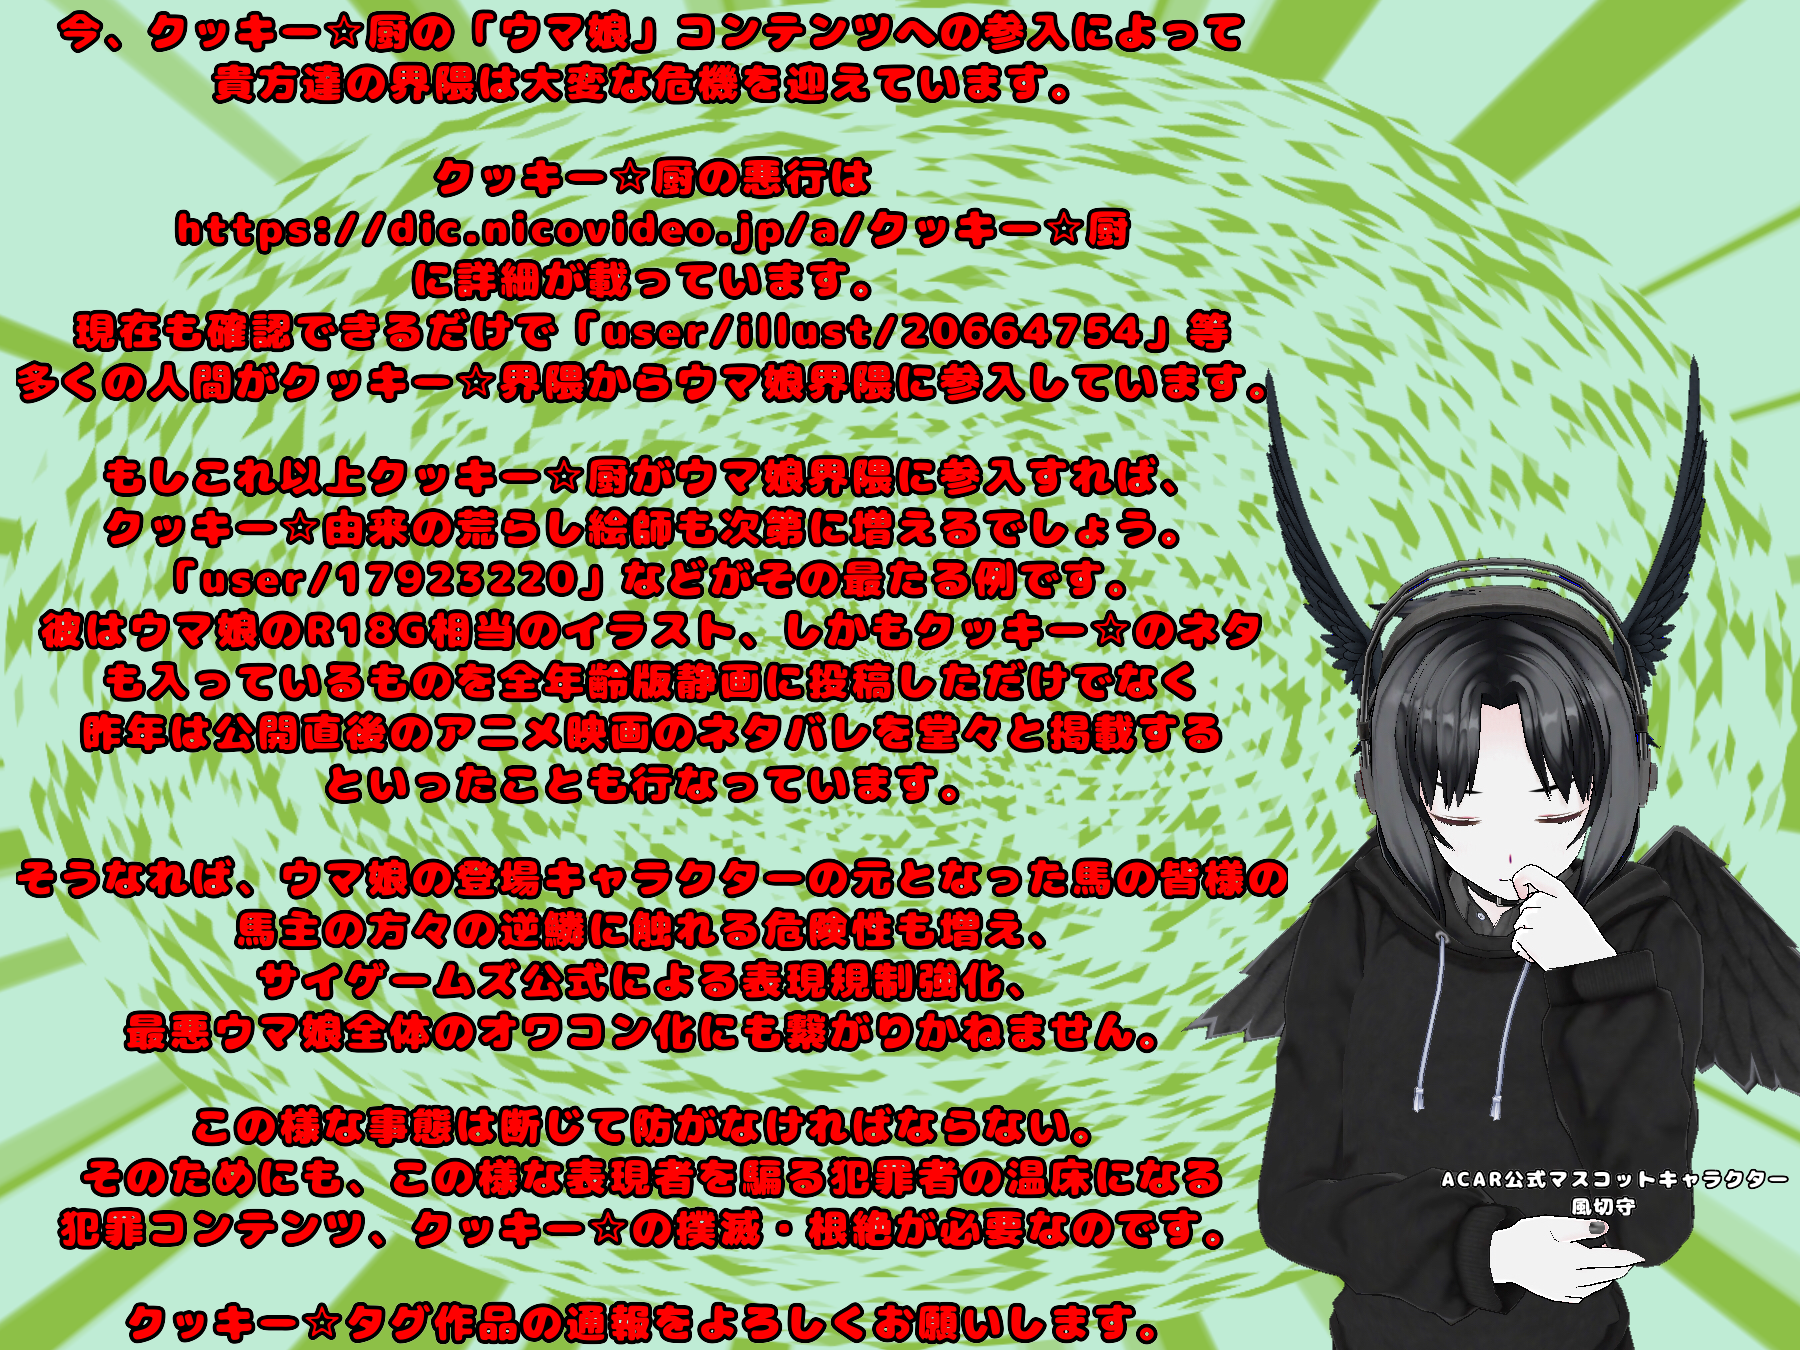 今、クッキー☆厨の「ウマ娘」コンテンツへの参入によって
貴方達の界隈は大変な危機を迎えています。
クッキー☆厨の悪行は
https://dic.nicovideo.jp/a/クッキー☆厨
に詳細が載っています。
現在も確認できるだけで「user/illust/20664754」等
多くの人間がクッキー☆界隈からウマ娘界隈に参入しています。
もしこれ以上クッキー☆厨がウマ娘界隈に参入すれば、
クッキー☆由来の荒らし絵師も次第に増えるでしょう。
「user/17923220」などがその最たる例です。
彼はウマ娘のR18G相当のイラスト、しかもクッキー☆のネタ
も入っているものを全年齢版静画に投稿しただけでなく
昨年は公開直後のアニメ映画のネタバレを堂々と掲載する
といったことも行なっています。
そうなれば、ウマ娘の登場キャラクターの元となった馬の皆様の
馬主の方々の逆鱗に触れる危険性も増え、
サイゲームズ公式による表現規制強化、
最悪ウマ娘全体のオワコン化にも繋がりかねません。
この様な事態は断じて防がなければならない。
そのためにも、この様な表現者を騙る犯罪者の温床になる
犯罪コンテンツ、クッキー☆の撲滅・根絶が必要なのです。
クッキー☆タグ作品の通報をよろしくお願いします。
ACAR公式マスコットキャラクター
風切守